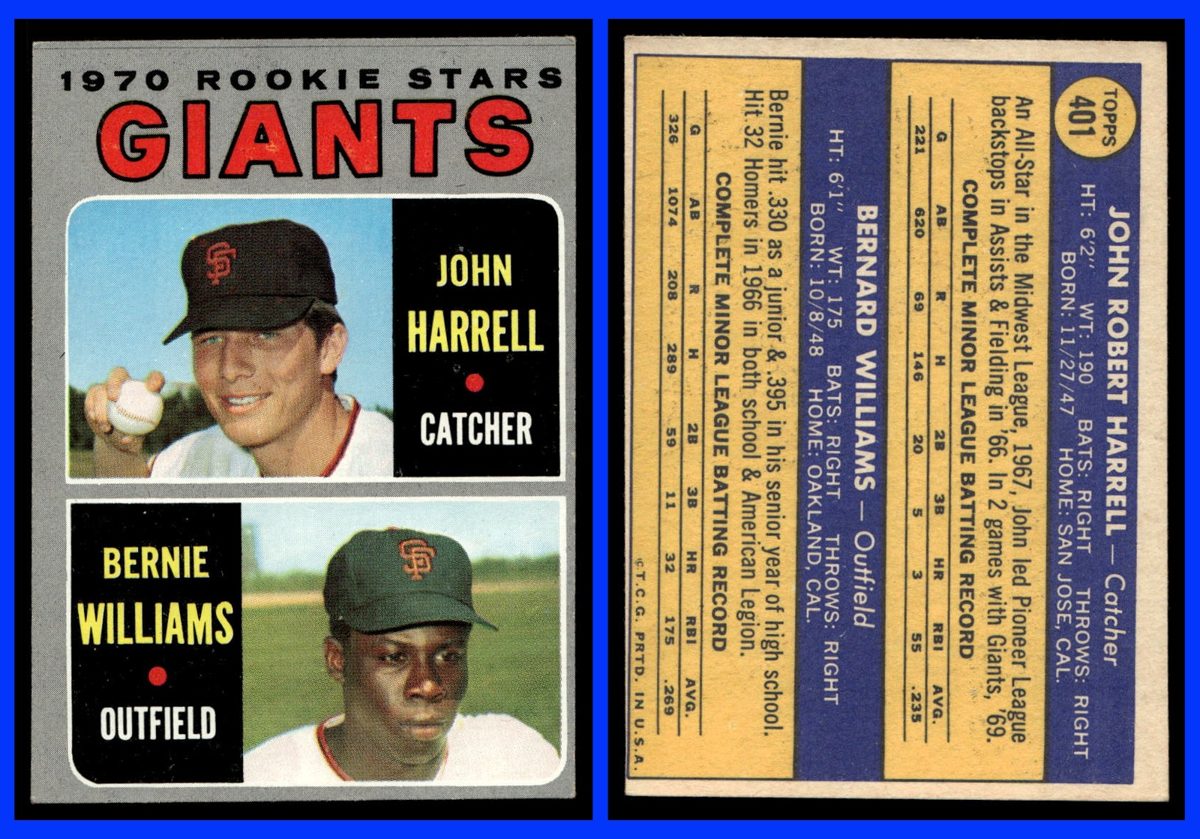 1970 ROOKIE STARS
GIANTS
JOHN
HARRELL
CATCHER
BERNIE
WILLIAMS
OUTFIELD
SF
SF
TOPPS
401
JOHN ROBERT HARRELL — Catcher
HT: 6'2" WT: 190 BATS: RIGHT THROWS: RIGHT
BORN: 11/27/47 HOME: SAN JOSE, CAL.
An All-Star in the Midwest League, 1967, John led Pioneer League
backstops in Assists & Fielding in '66. In 2 games with Giants, '69.
COMPLETE MINOR LEAGUE BATTING RECORD
G AB R H 2B 3B HR RBI AVG.
221 620 69 146 20 5 3 55 .235
BERNARD WILLIAMS — Outfield
HT: 6'1" WT: 175 BATS: RIGHT THROWS: RIGHT
BORN: 10/8/48 HOME: OAKLAND, CAL.
Bernie hit .330 as a junior & .395 in his senior year of high school.
Hit 32 Homers in 1966 in both school & American Legion.
COMPLETE MINOR LEAGUE BATTING RECORD
G AB R H 2B 3B HR RBI AVG.
326 1074 208 289 59 11 32 175 .269
©T.C.G. PRTD. IN U.S.A.